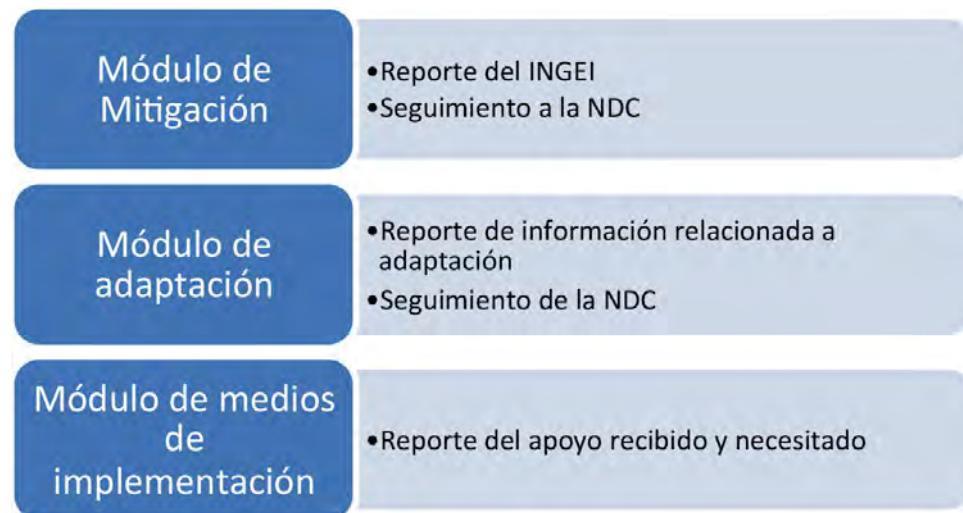 Módulo de
Mitigación
•Reporte del INGEI
•Seguimiento a la NDC
Módulo de
adaptación
•Reporte de información relacionada a
adaptación
•Seguimiento de la NDC
Módulo de medios
de
implementación
•Reporte del apoyo recibido y necesitado